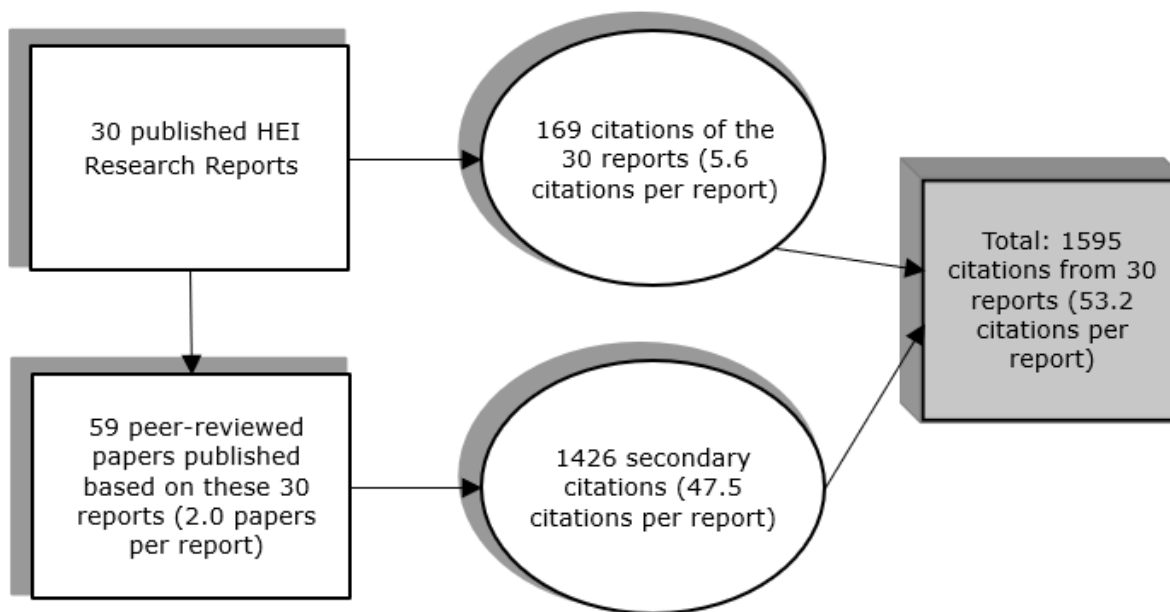 30 published HEI
Research Reports
169 citations of the
30 reports (5.6
citations per report)
Total: 1595
citations from 30
reports (53.2
citations per
report)
59 peer-reviewed
papers published
based on these 30
reports (2.0 papers
per report)
1426 secondary
citations (47.5
citations per report)